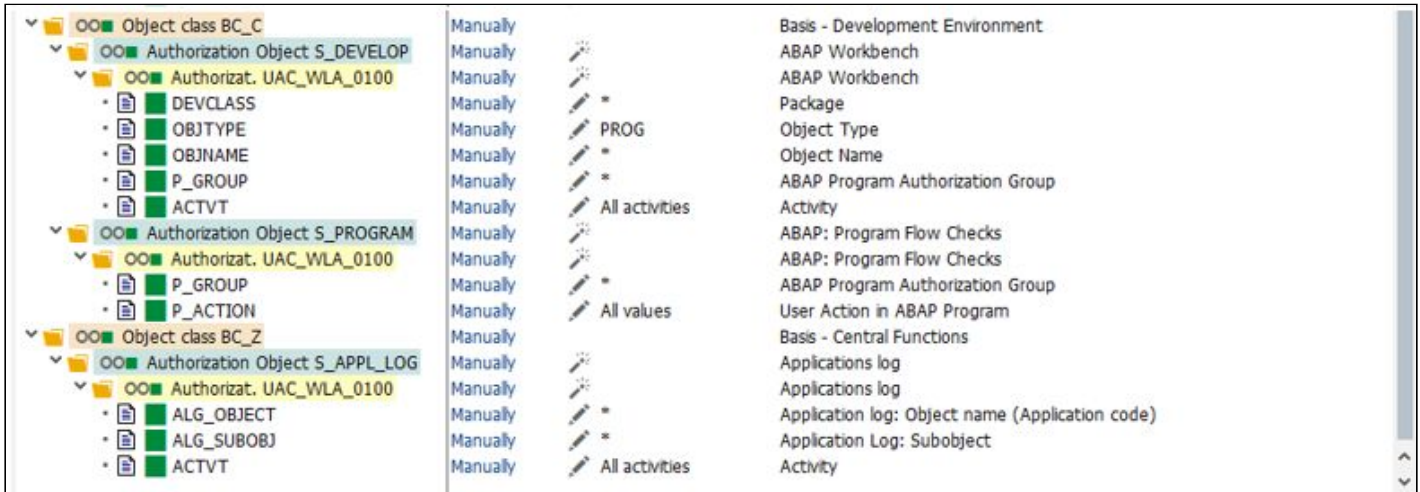 Object class BC_C Manually Basis - Development Environment
Authorization Object S_DEVELOP Manually ABAP Workbench
Authorizat. UAC_WLA_0100 Manually ABAP Workbench
DEVCLASS Manually * Package
OBJTYPE Manually PROG Object Type
OBJNAME Manually * Object Name
P_GROUP Manually * ABAP Program Authorization Group
ACTVT Manually All activities Activity
Authorization Object S_PROGRAM Manually ABAP: Program Flow Checks
Authorizat. UAC_WLA_0100 Manually ABAP: Program Flow Checks
P_GROUP Manually * ABAP Program Authorization Group
P_ACTION Manually All values User Action in ABAP Program
Object class BC_Z Manually Basis - Central Functions
Authorization Object S_APPL_LOG Manually Applications log
Authorizat. UAC_WLA_0100 Manually Applications log
ALG_OBJECT Manually * Application log: Object name (Application code)
ALG_SUBOBJ Manually * Application Log: Subobject
ACTVT Manually All activities Activity